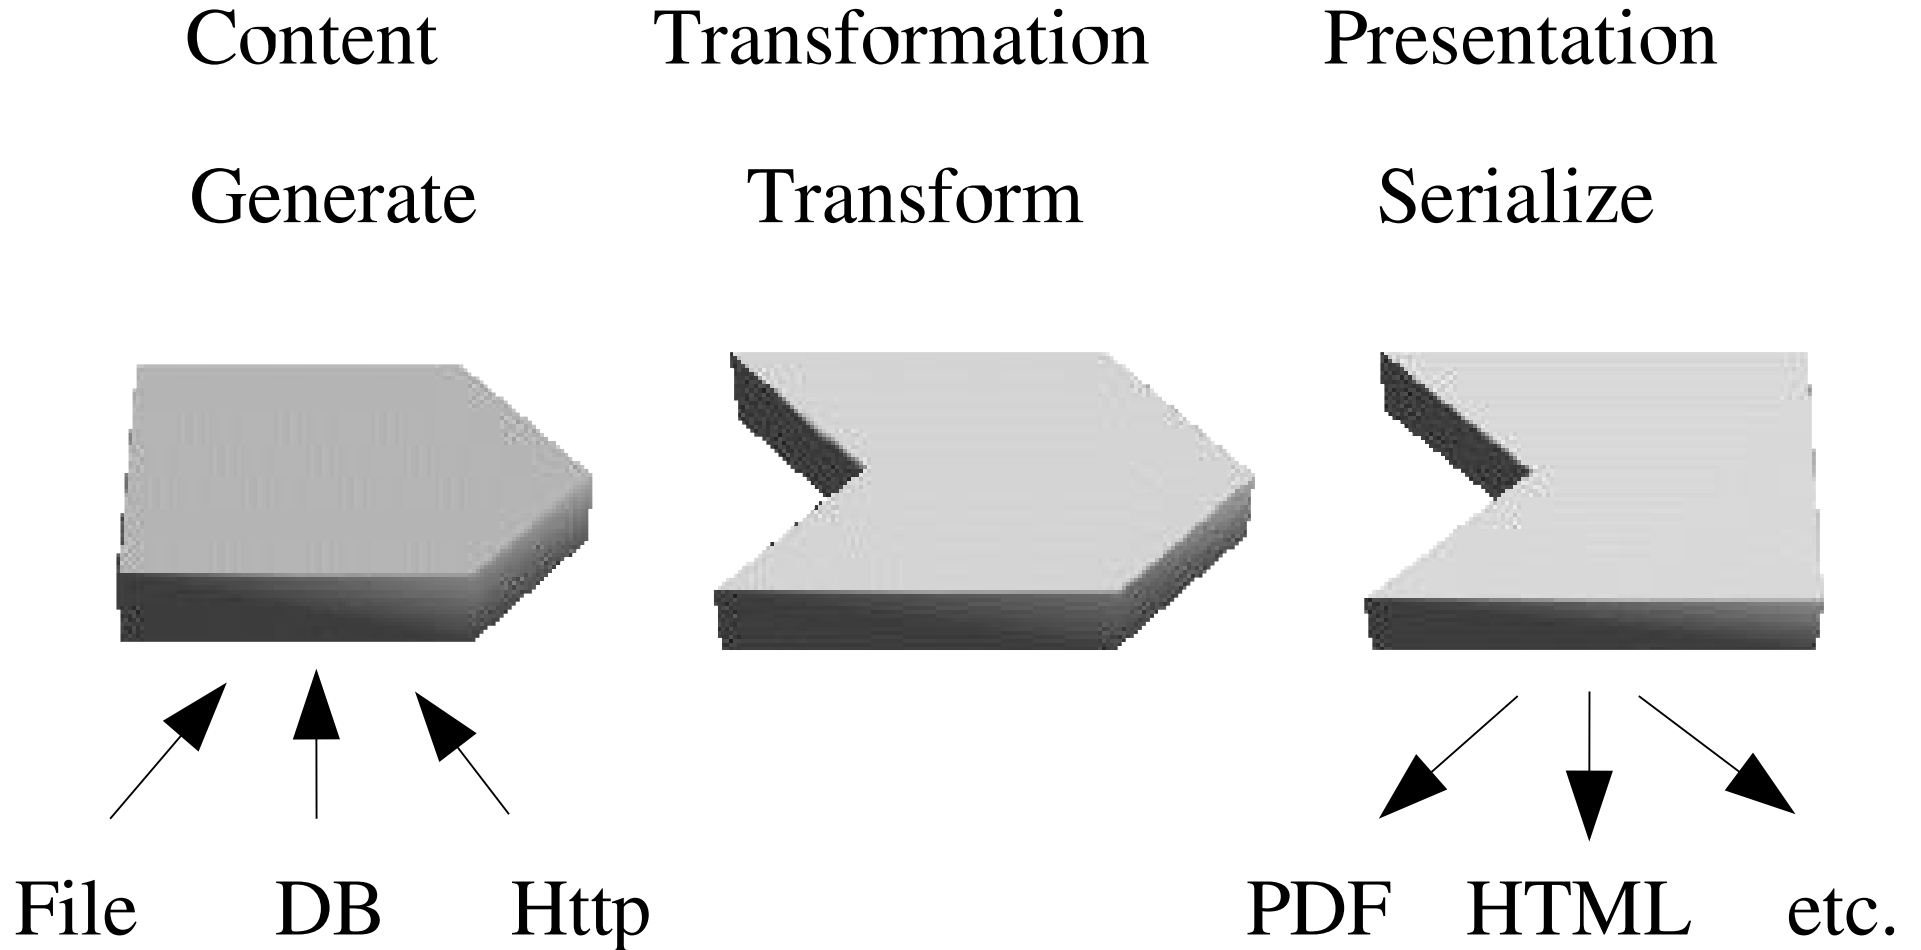 Content Transformation Presentation
Generate Transform Serialize
File DB Http PDF HTML etc.